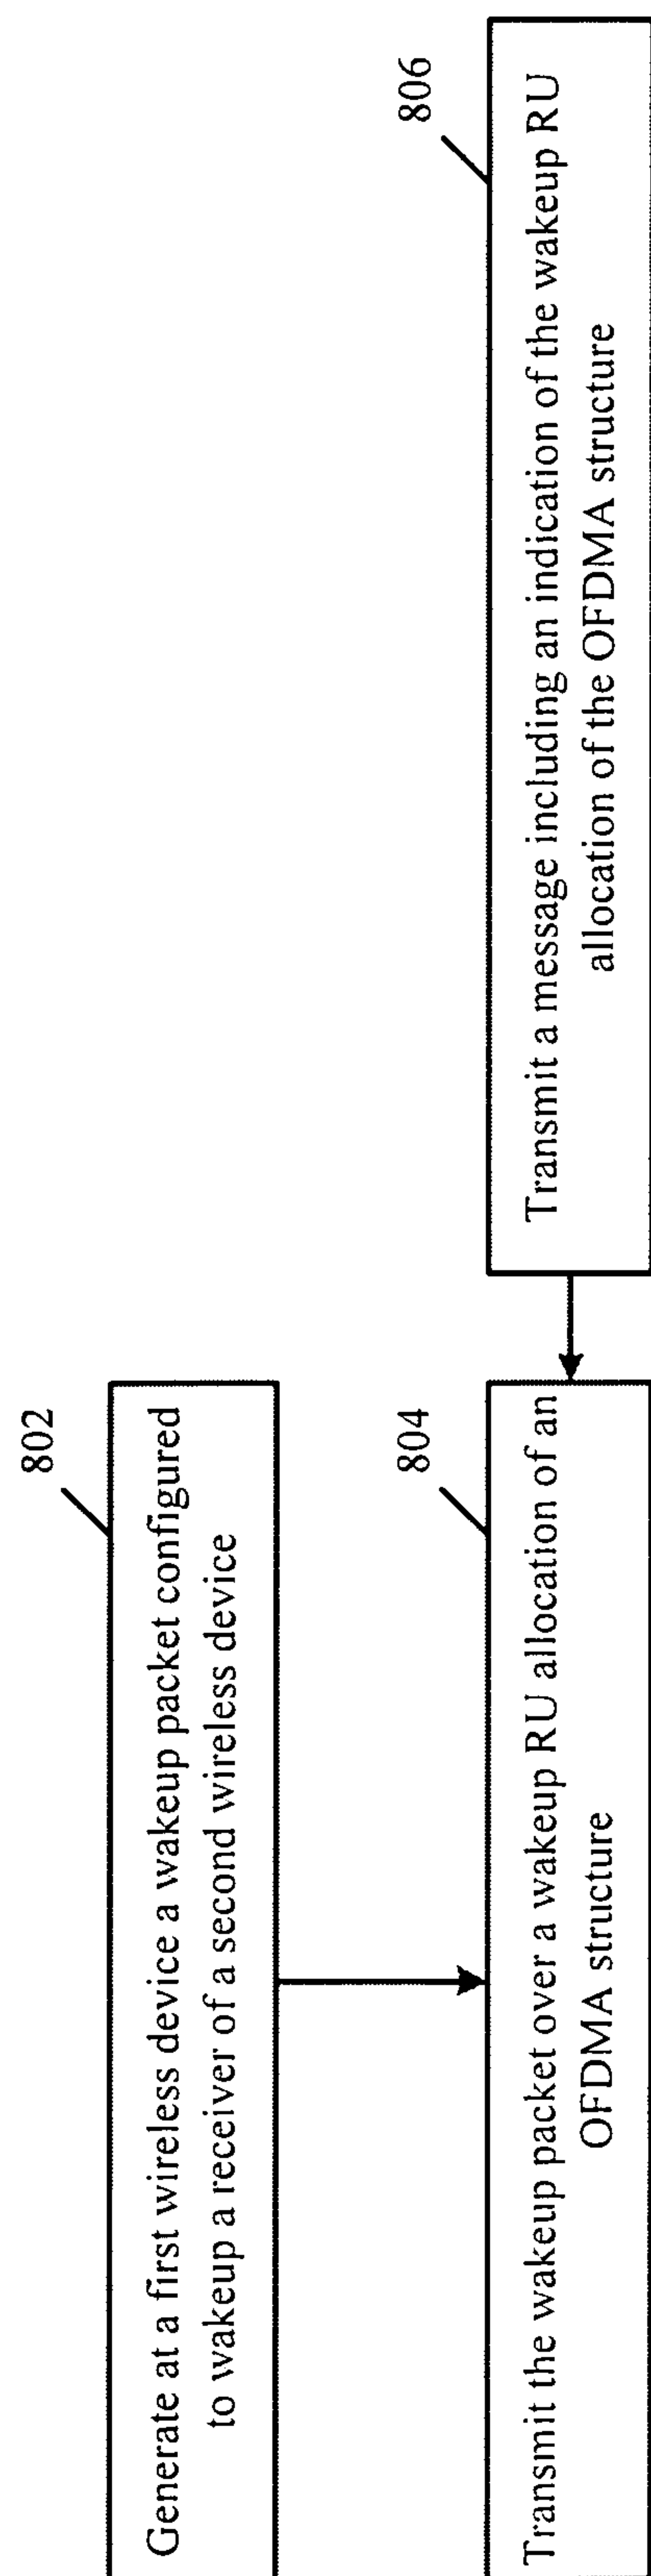 802
Generate at a first wireless device a wakeup packet configured
to wakeup a receiver of a second wireless device
804
Transmit the wakeup packet over a wakeup RU allocation of an
OFDMA structure
806
Transmit a message including an indication of the wakeup RU
allocation of the OFDMA structure